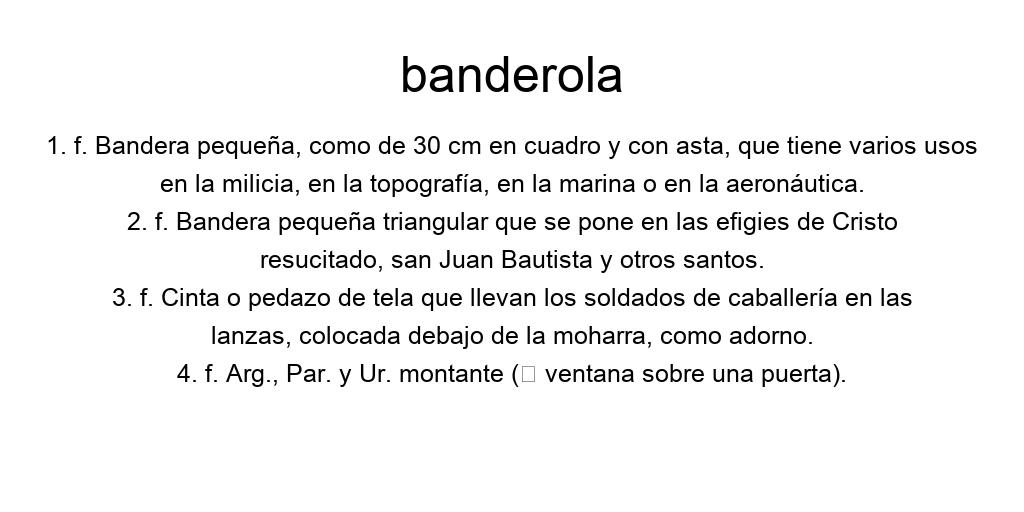 banderola
1. f. Bandera pequeña, como de 30 cm en cuadro y con asta, que tiene varios usos
en la milicia, en la topografía, en la marina o en la aeronáutica.
2. f. Bandera pequeña triangular que se pone en las efigies de Cristo
resucitado, san Juan Bautista y otros santos.
3. f. Cinta o pedazo de tela que llevan los soldados de caballería en las
lanzas, colocada debajo de la moharra, como adorno.
4. f. Arg., Par. y Ur. montante (□ ventana sobre una puerta).